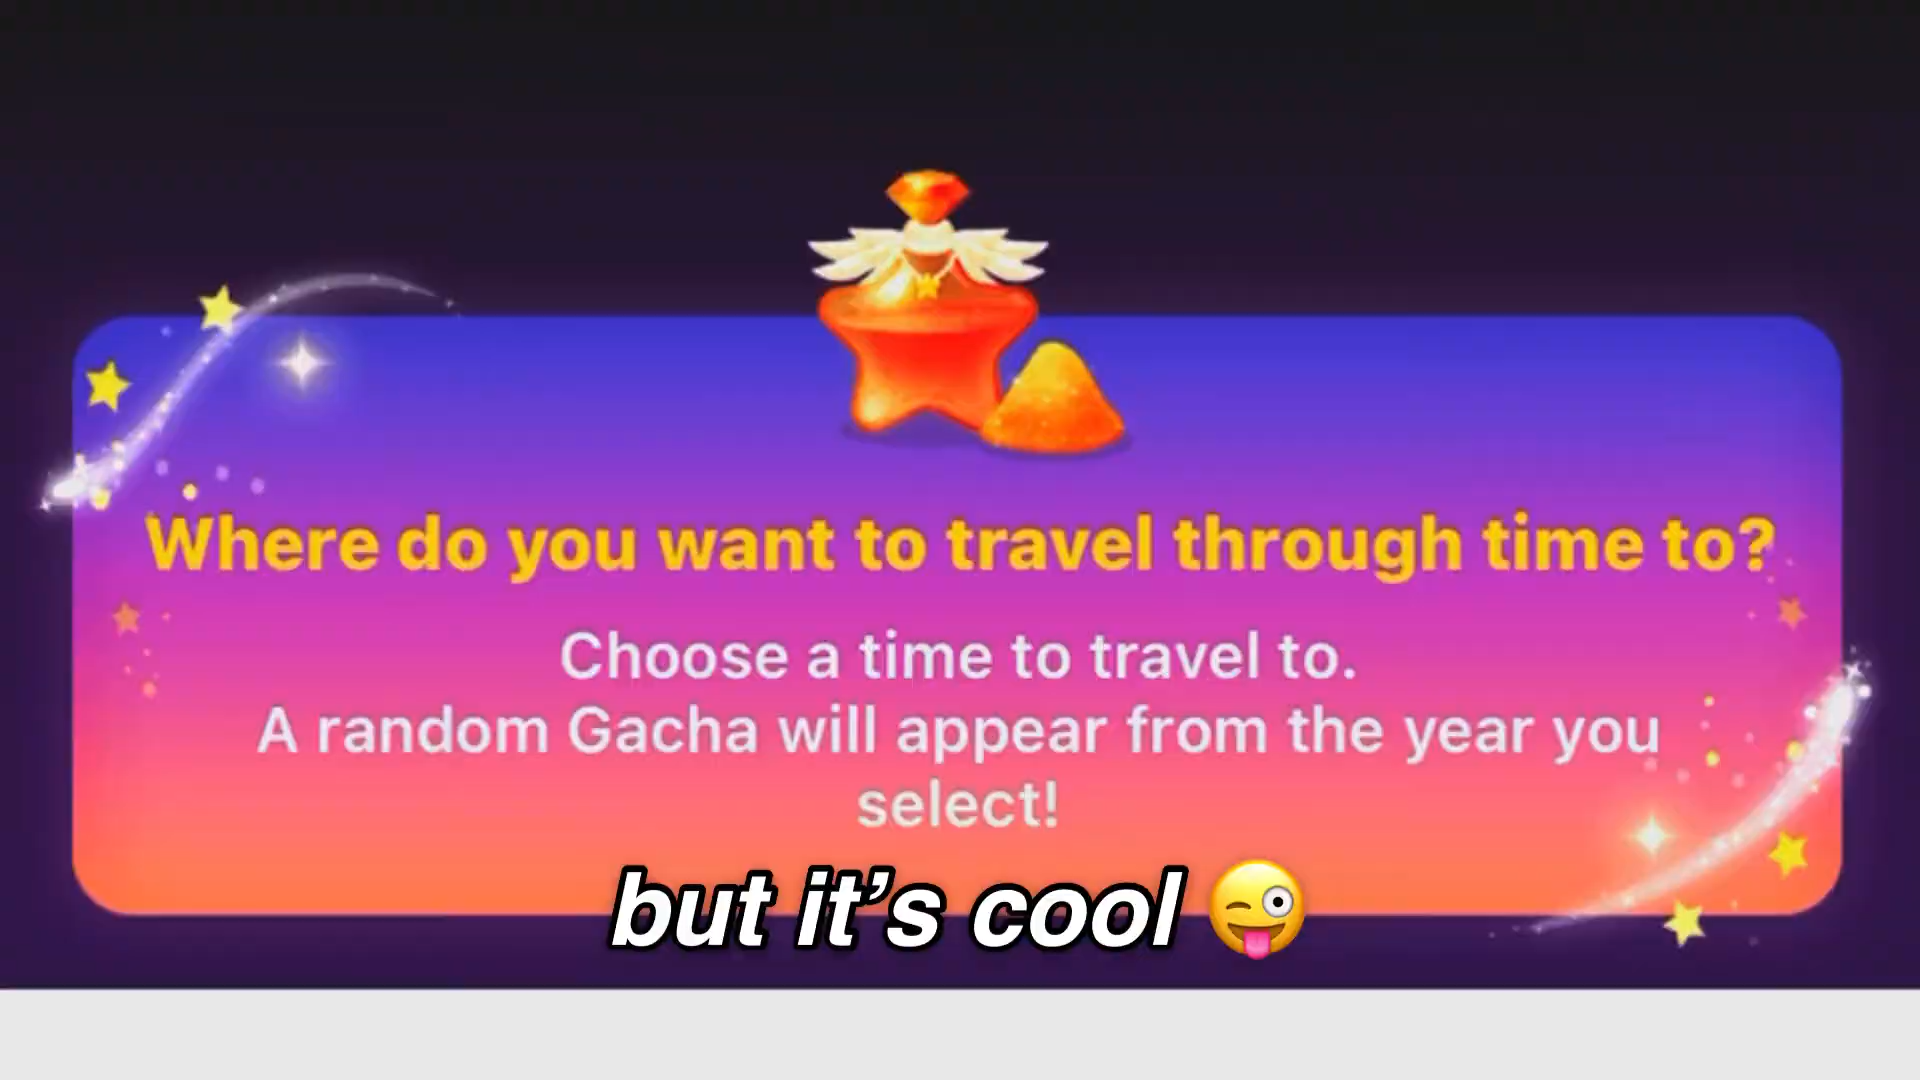 Where do you want to travel through time to?
Choose a time to travel to.
A random Gacha will appear from the year you
select!
but it’s cool 😜